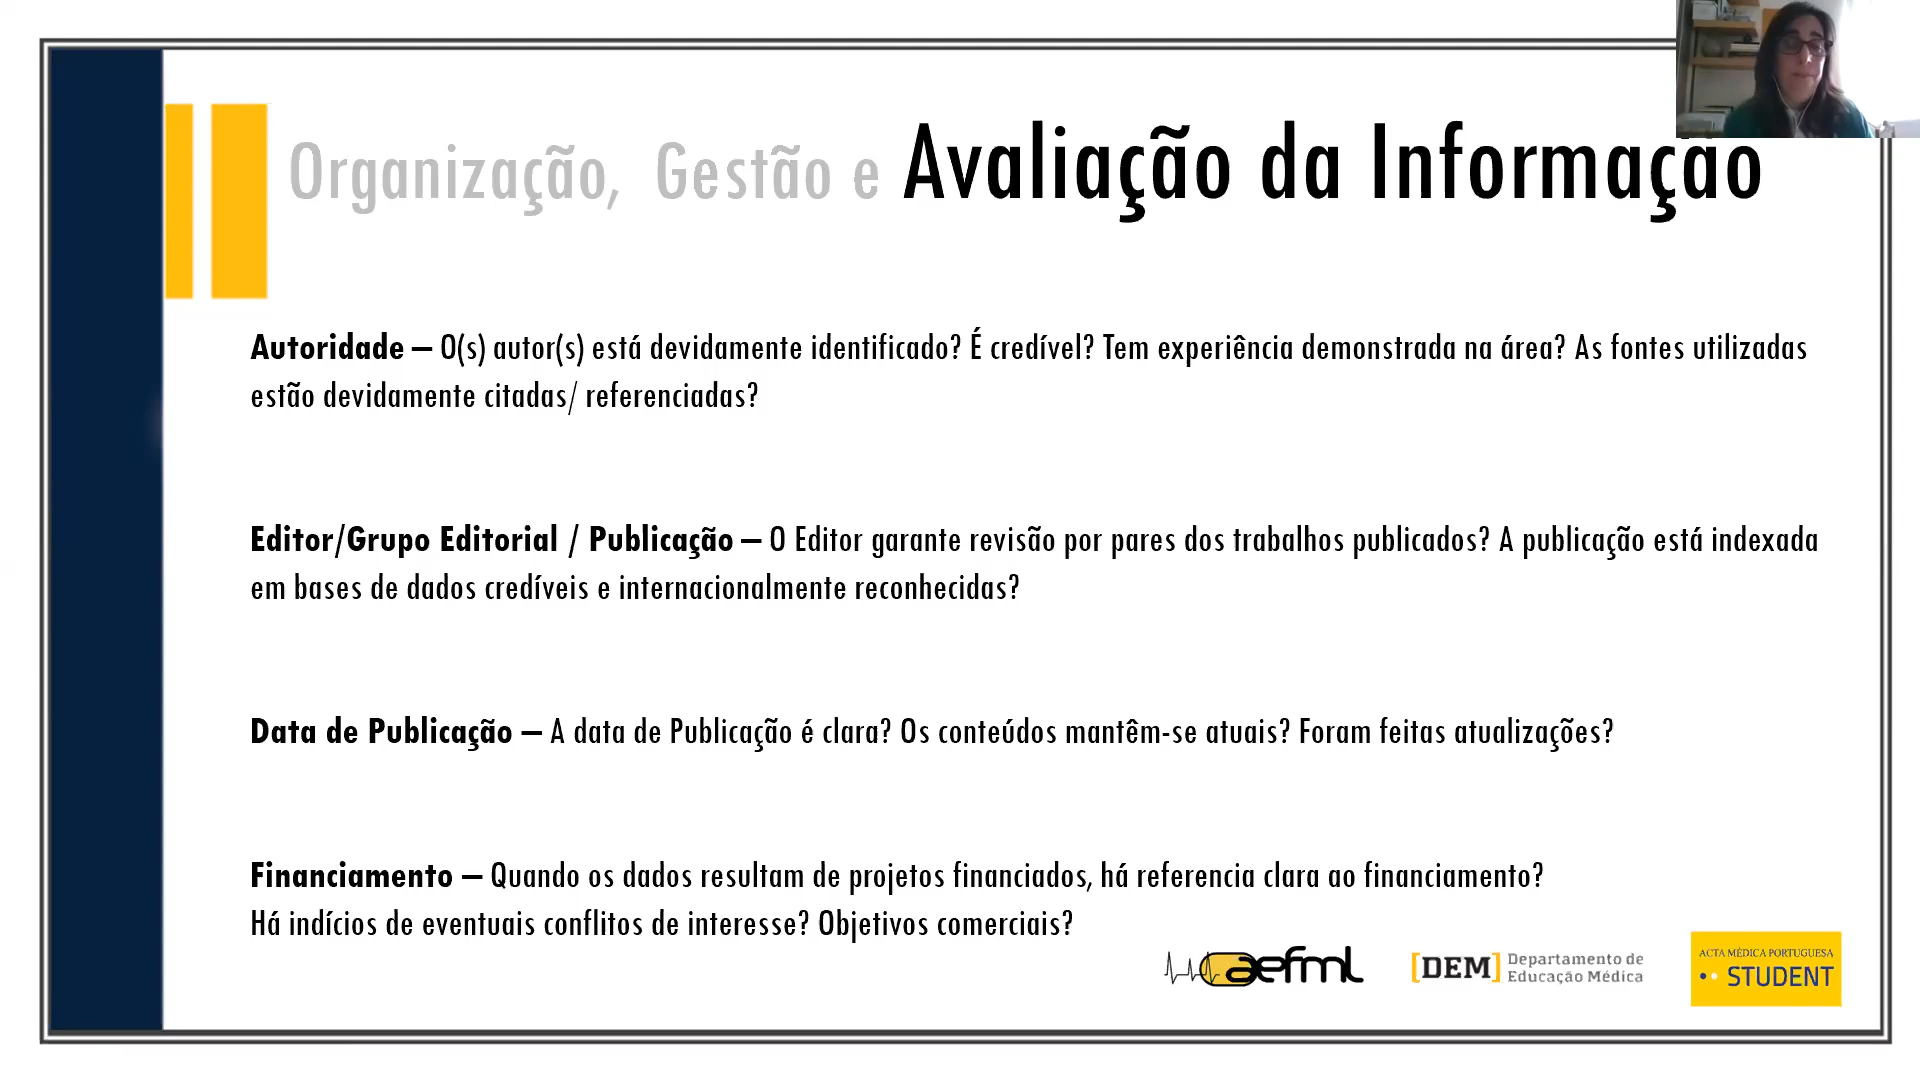 Organização, Gestão e Avaliação da Informação
Autoridade – O(s) autor(s) está devidamente identificado? É credível? Tem experiência demonstrada na área? As fontes utilizadas
estão devidamente citadas/ referenciadas?
Editor/Grupo Editorial / Publicação – O Editor garante revisão por pares dos trabalhos publicados? A publicação está indexada
em bases de dados credíveis e internacionalmente reconhecidas?
Data de Publicação – A data de Publicação é clara? Os conteúdos mantêm-se atuais? Foram feitas atualizações?
Financiamento – Quando os dados resultam de projetos financiados, há referencia clara ao financiamento?
Há indícios de eventuais conflitos de interesse? Objetivos comerciais?
aefml
[DEM] Departamento de
Educação Médica
ACTA MÉDICA PORTUGUESA
STUDENT